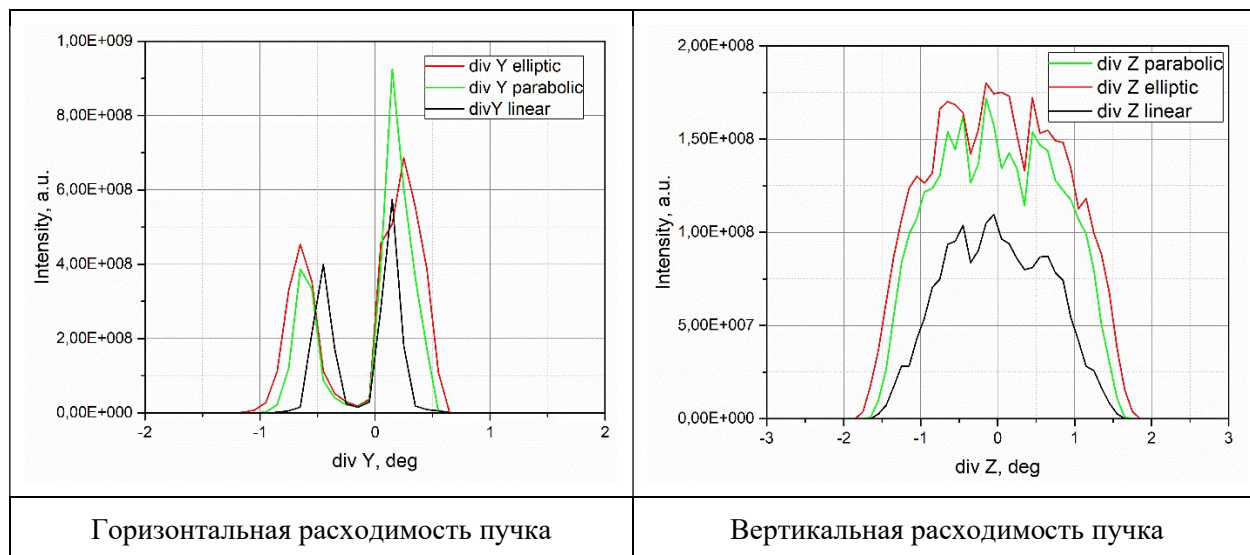 1,00E+009
8,00E+008
6,00E+008
4,00E+008
2,00E+008
0,00E+000
Intensity, a.u.
div Y elliptic
div Y parabolic
divY linear
-2
-1
0
1
2
div Y, deg
2,00E+008
1,50E+008
1,00E+008
5,00E+007
0,00E+000
Intensity, a.u.
div Z parabolic
div Z elliptic
div Z linear
-3
-2
-1
0
1
2
3
div Z, deg
Горизонтальная расходимость пучка
Вертикальная расходимость пучка